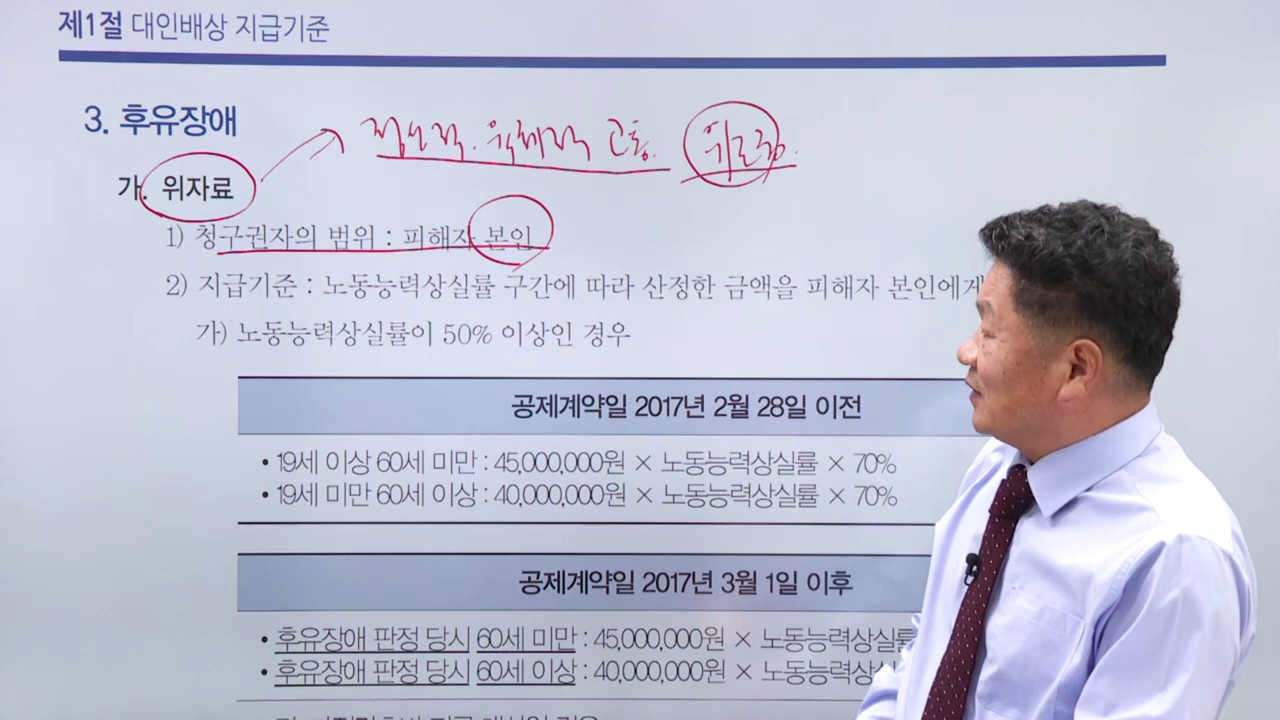 제1절 대인배상 지급기준
3. 후유장애
정신적. 육체적 고통. 위로금.
가. 위자료
1) 청구권자의 범위 : 피해자 본인
2) 지급기준 : 노동능력상실률 구간에 따라 산정한 금액을 피해자 본인에게
가) 노동능력상실률이 50% 이상인 경우
공제계약일 2017년 2월 28일 이전
• 19세 이상 60세 미만 : 45,000,000원 × 노동능력상실률 × 70%
• 19세 미만 60세 이상 : 40,000,000원 × 노동능력상실률 × 70%
공제계약일 2017년 3월 1일 이후
• 후유장애 판정 당시 60세 미만 : 45,000,000원 × 노동능력상실률
• 후유장애 판정 당시 60세 이상 : 40,000,000원 × 노동능력상실